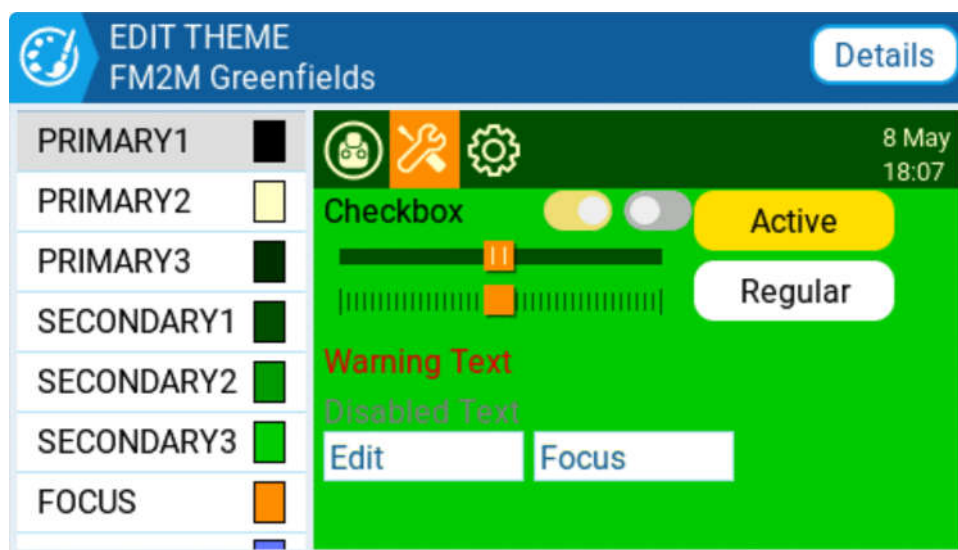 EDIT THEME
FM2M Greenfields
Details
PRIMARY1
PRIMARY2
PRIMARY3
SECONDARY1
SECONDARY2
SECONDARY3
FOCUS
8 May
18:07
Checkbox
Active
Regular
Warning Text
Disabled Text
Edit
Focus